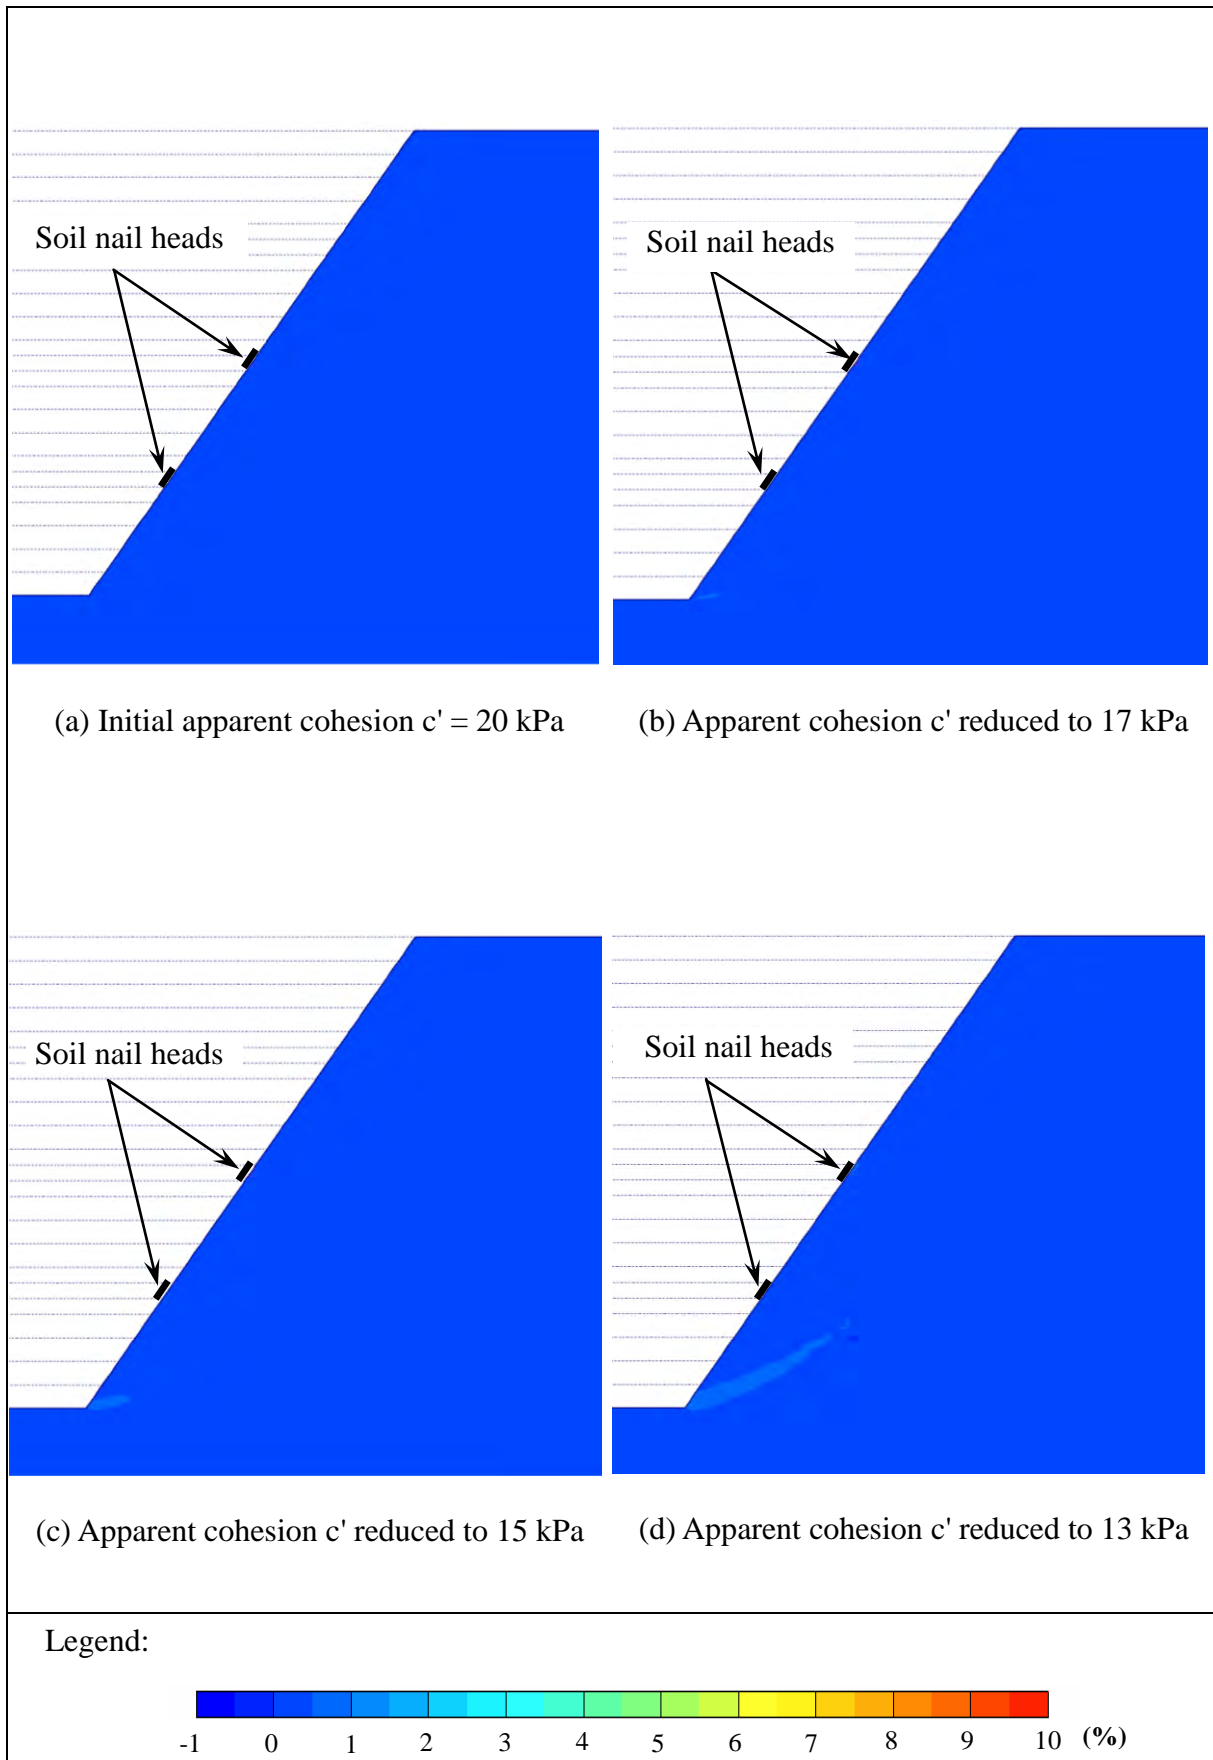 Soil nail heads
Soil nail heads
(a) Initial apparent cohesion c' = 20 kPa
(b) Apparent cohesion c' reduced to 17 kPa
Soil nail heads
Soil nail heads
(c) Apparent cohesion c' reduced to 15 kPa
(d) Apparent cohesion c' reduced to 13 kPa
Legend:
-1 0 1 2 3 4 5 6 7 8 9 10 (%)